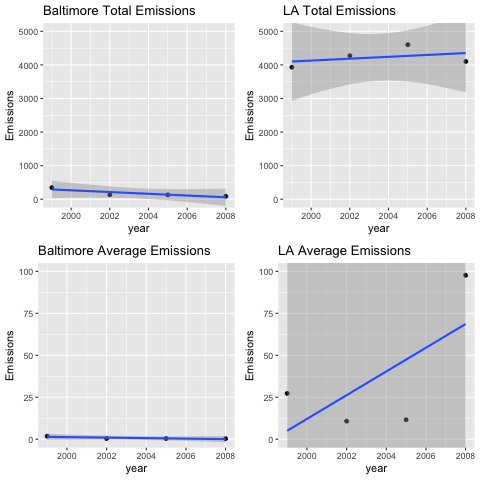 Baltimore Total Emissions
5000
4000
3000
2000
1000
0
Emissions
2000 2002 2004 2006 2008
year
LA Total Emissions
5000
4000
3000
2000
1000
0
Emissions
2000 2002 2004 2006 2008
year
Baltimore Average Emissions
100
75
50
25
0
Emissions
2000 2002 2004 2006 2008
year
LA Average Emissions
100
75
50
25
0
Emissions
2000 2002 2004 2006 2008
year